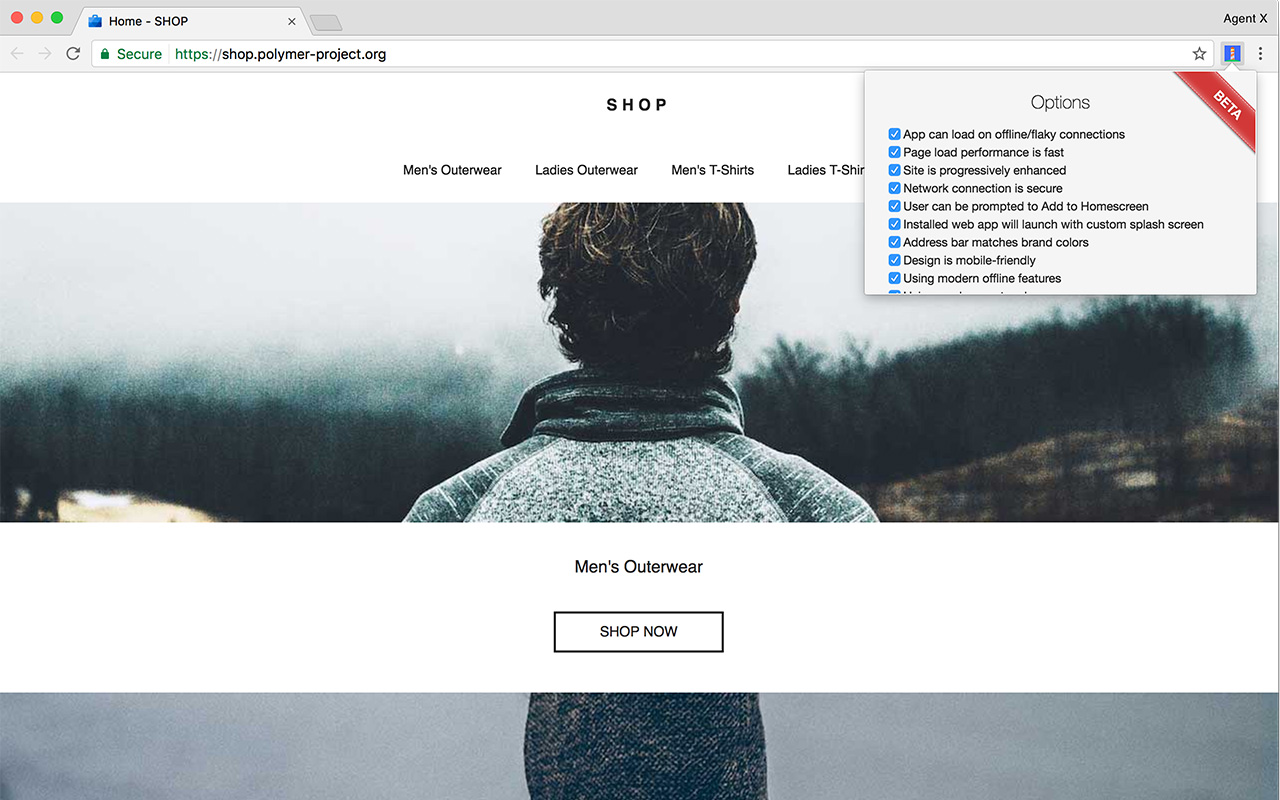 Home - SHOP
Agent X
Secure
https://shop.polymer-project.org
SHOP
Men's Outerwear
Ladies Outerwear
Men's T-Shirts
Ladies T-Shir
Options
BETA
App can load on offline/flaky connections
Page load performance is fast
Site is progressively enhanced
Network connection is secure
User can be prompted to Add to Homescreen
Installed web app will launch with custom splash screen
Address bar matches brand colors
Design is mobile-friendly
Using modern offline features
Men's Outerwear
SHOP NOW